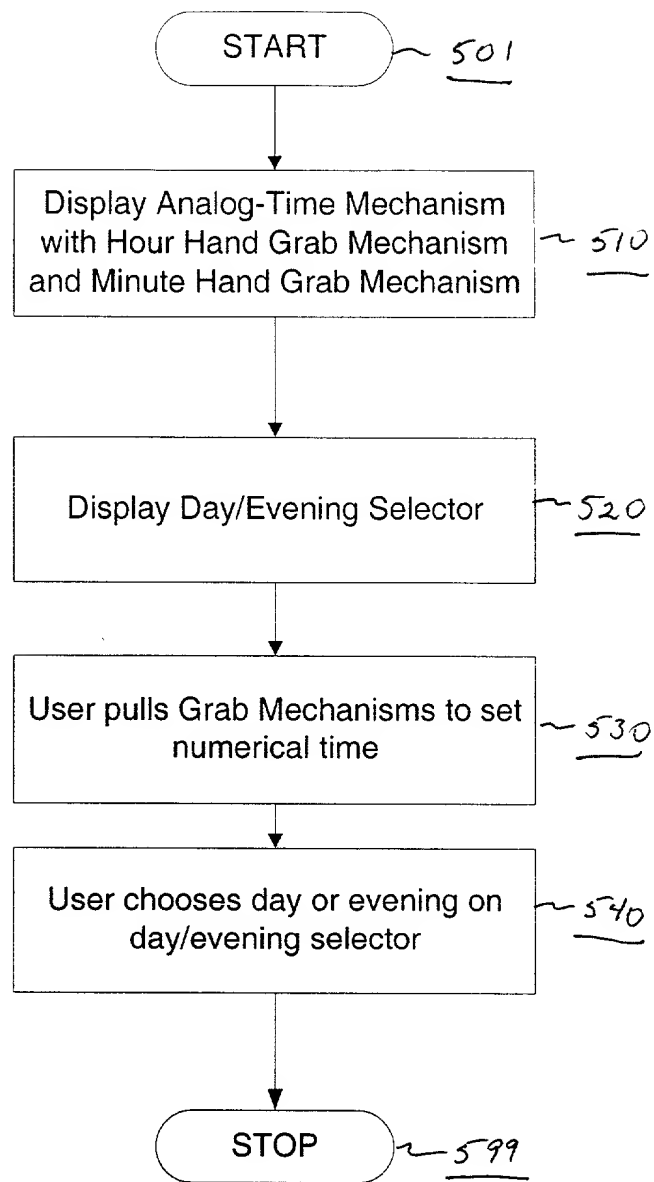 START
501
Display Analog-Time Mechanism
with Hour Hand Grab Mechanism
and Minute Hand Grab Mechanism
510
Display Day/Evening Selector
520
User pulls Grab Mechanisms to set
numerical time
530
User chooses day or evening on
day/evening selector
540
STOP
599